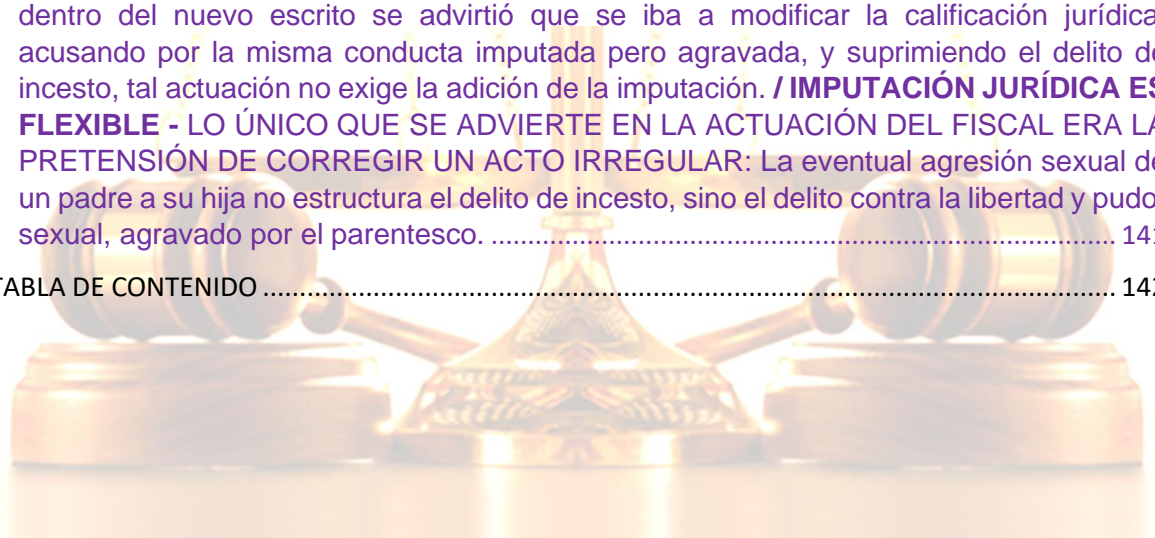 dentro del nuevo escrito se advirtió que se iba a modificar la calificación jurídica
acusando por la misma conducta imputada pero agravada, y suprimiendo el delito de
incesto, tal actuación no exige la adición de la imputación. / IMPUTACIÓN JURÍDICA ES
FLEXIBLE - LO ÚNICO QUE SE ADVIERTE EN LA ACTUACIÓN DEL FISCAL ERA LA
PRETENSIÓN DE CORREGIR UN ACTO IRREGULAR: La eventual agresión sexual de
un padre a su hija no estructura el delito de incesto, sino el delito contra la libertad y pudo
sexual, agravado por el parentesco. ........................................................................................ 141
TABLA DE CONTENIDO ................................................................................................................ 142